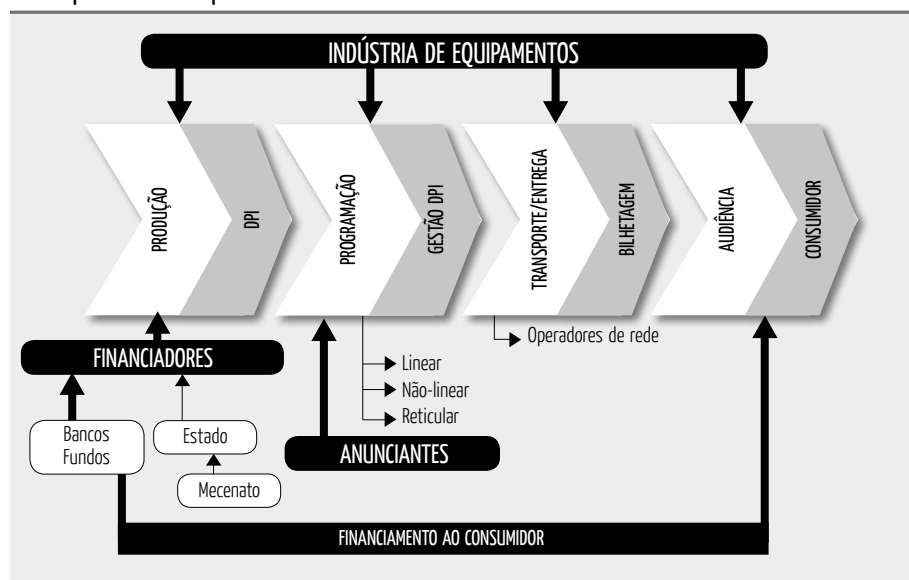 INDÚSTRIA DE EQUIPAMENTOS
PRODUÇÃO
DPI
PROGRAMAÇÃO
GESTÃO DPI
TRANSPORTE/ENTREGA
BILHETAGEM
AUDIÊNCIA
CONSUMIDOR
Operadores de rede
FINANCIADORES
Linear
Não-linear
Reticular
Bancos
Fundos
Estado
Mecenato
ANUNCIANTES
FINANCIAMENTO AO CONSUMIDOR